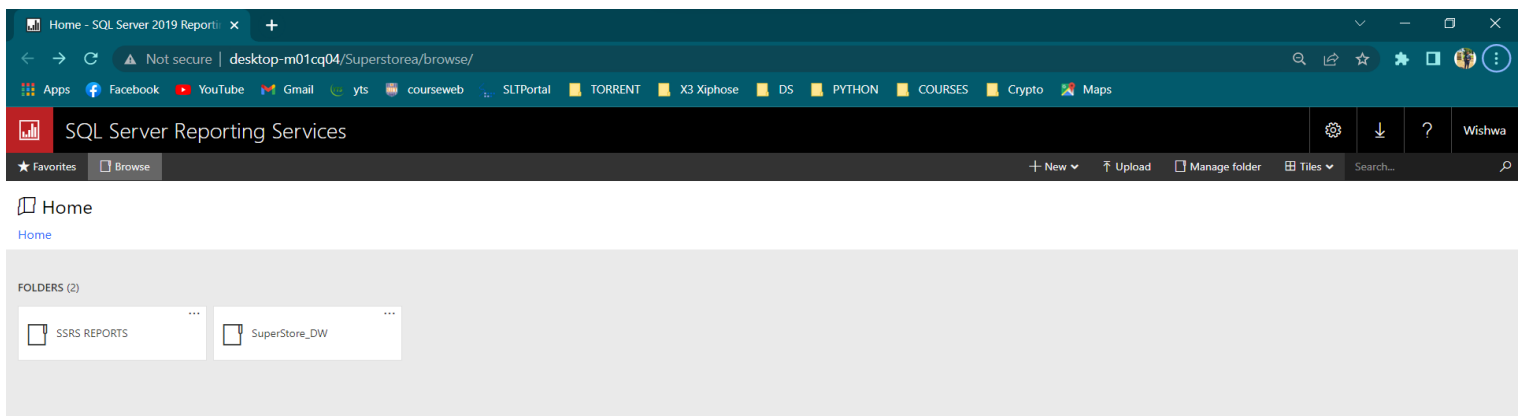 Home - SQL Server 2019 Reporti
Not secure | desktop-m01cq04/Superstorea/browse/
Apps Facebook YouTube Gmail yts courseweb SLTPortal TORRENT X3 Xiphose DS PYTHON COURSES Crypto Maps
SQL Server Reporting Services ? Wishwa
Favorites Browse New Upload Manage folder Tiles Search...
Home
Home
FOLDERS (2)
SSRS REPORTS ... SuperStore_DW ...